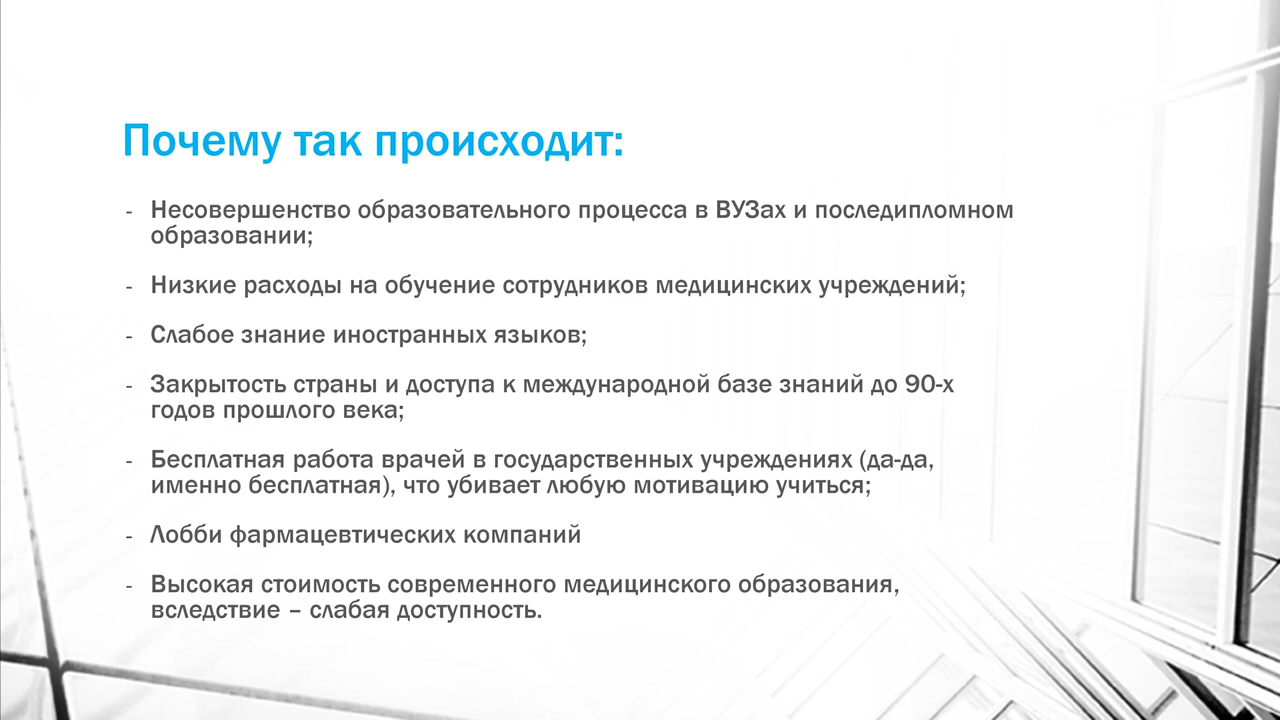 Почему так происходит:
- Несовершенство образовательного процесса в ВУЗах и последипломном
образовании;
- Низкие расходы на обучение сотрудников медицинских учреждений;
- Слабое знание иностранных языков;
- Закрытость страны и доступа к международной базе знаний до 90-х
годов прошлого века;
- Бесплатная работа врачей в государственных учреждениях (да-да,
именно бесплатная), что убивает любую мотивацию учиться;
- Лобби фармацевтических компаний
- Высокая стоимость современного медицинского образования,
вследствие – слабая доступность.